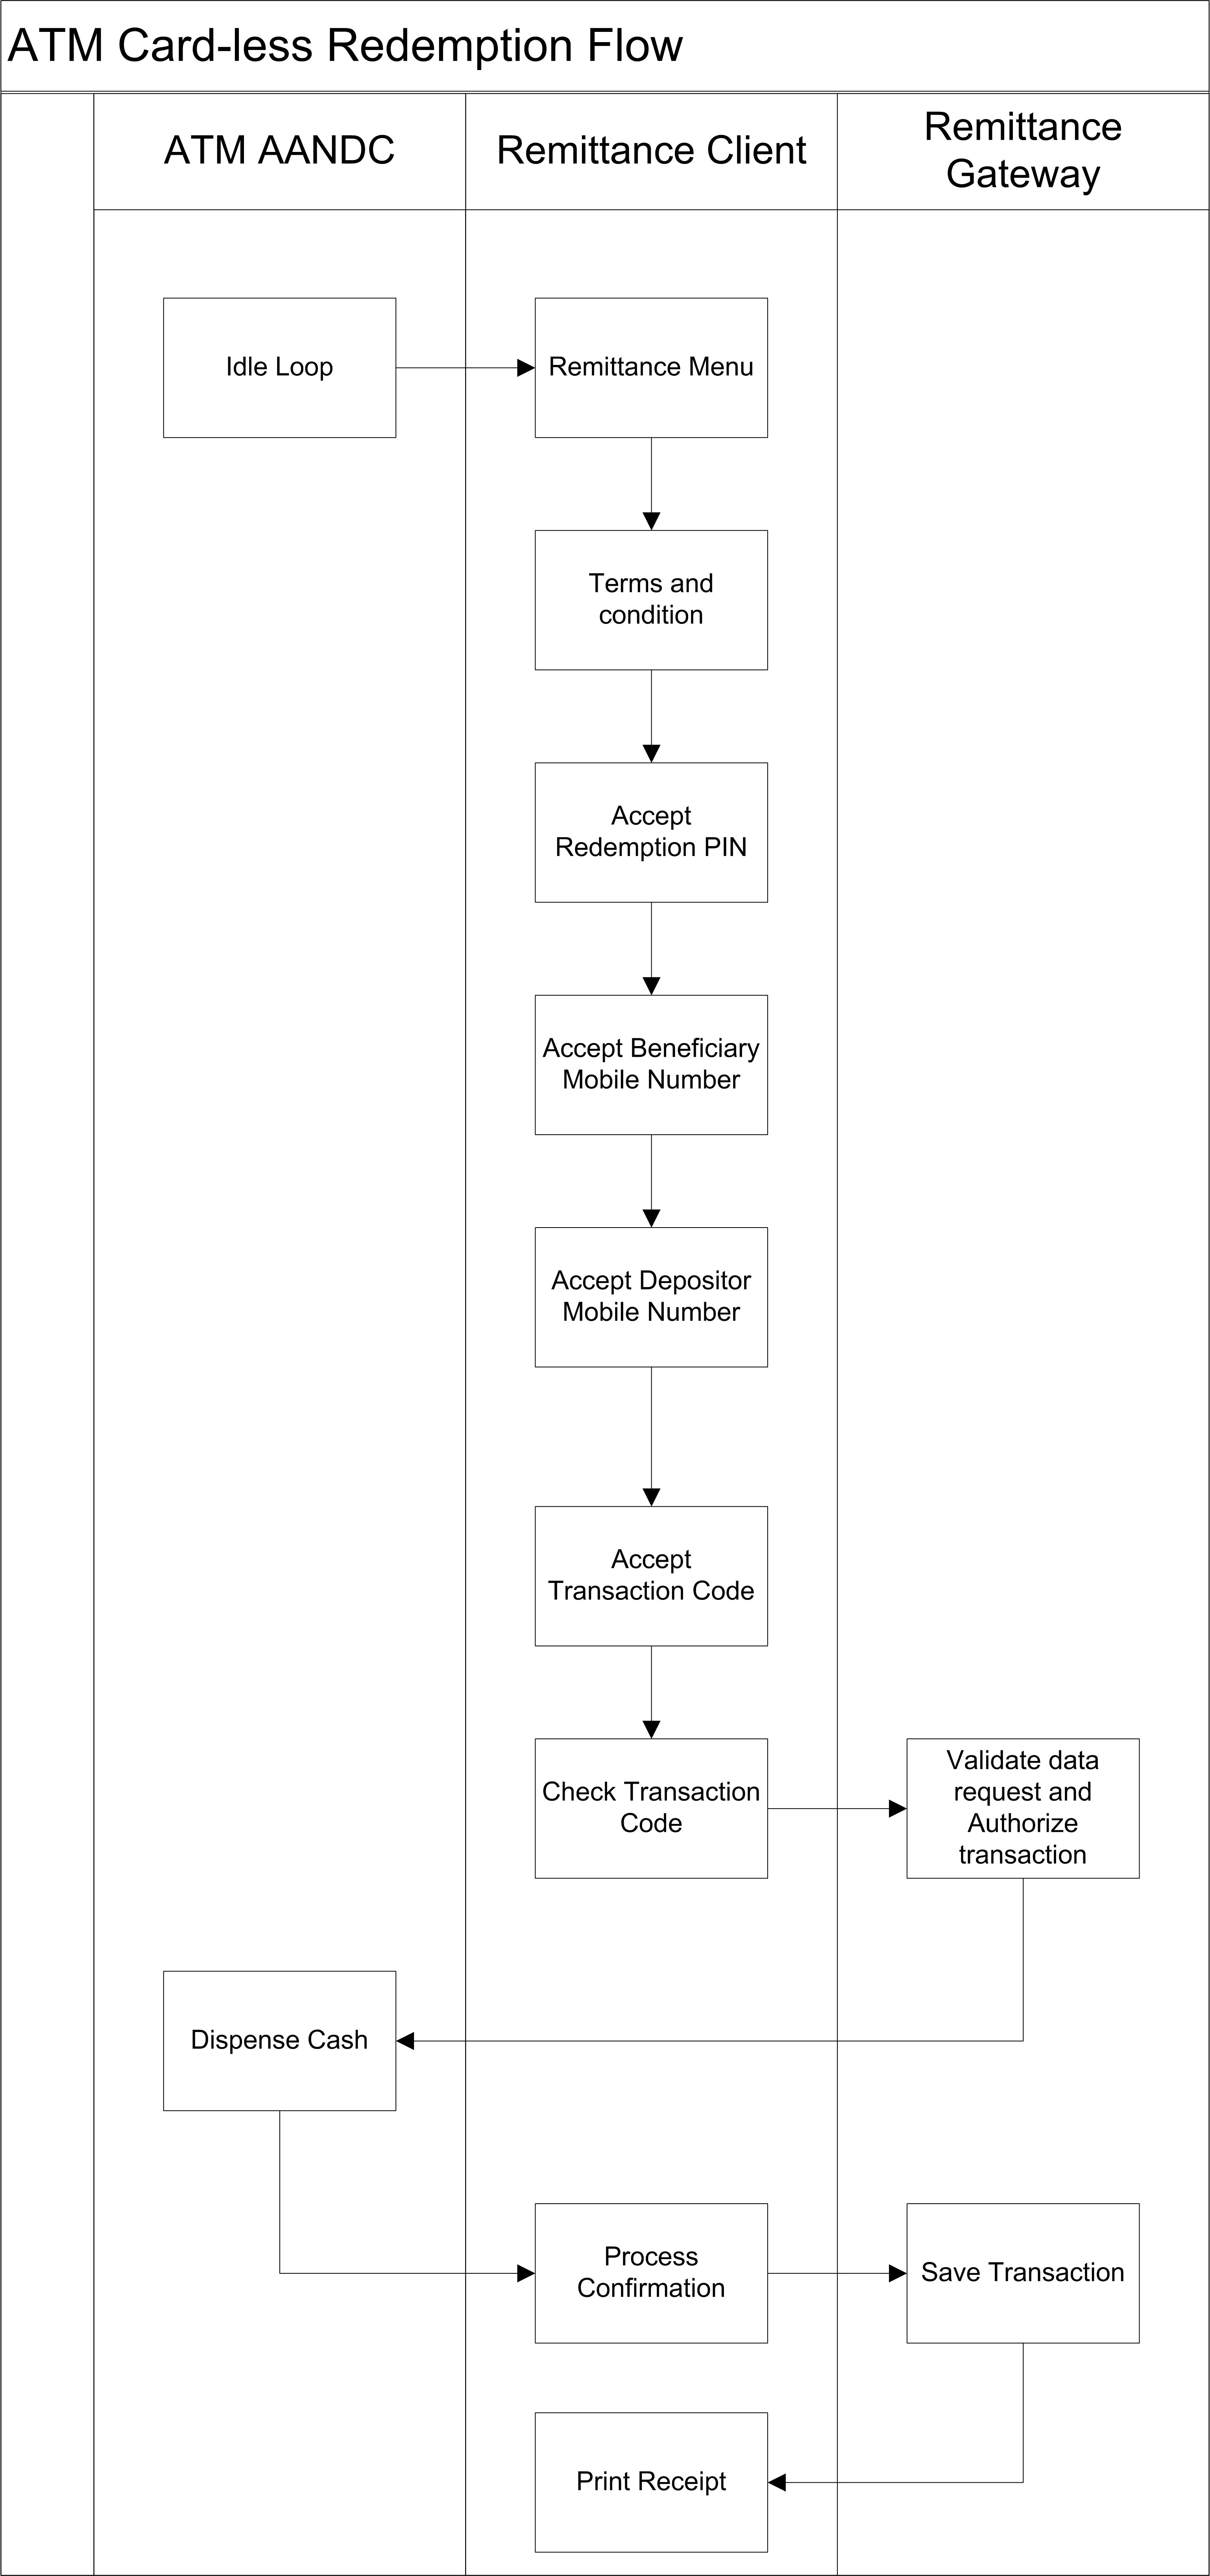 ATM Card-less Redemption Flow
ATM AANDC
Remittance Client
Remittance
Gateway
Idle Loop
Remittance Menu
Terms and
condition
Accept
Redemption PIN
Accept Beneficiary
Mobile Number
Accept Depositor
Mobile Number
Accept
Transaction Code
Check Transaction
Code
Validate data
request and
Authorize
transaction
Dispense Cash
Process
Confirmation
Save Transaction
Print Receipt